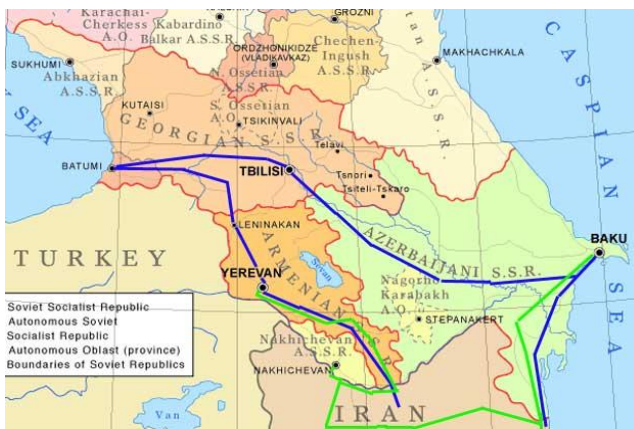 Karachai-
Cherkess
A.O.
Kabardino
Balkar A.S.S.R.
GROZNI
Chechen-
Ingush
A.S.S.R.
MAKHACHKALA
CASPIAN
SEA
SUKHUMI
Abkhazian
A.S.S.R.
ORDZHONIKIDZE
(VLADIKAVKAZ)
N. Ossetian
A.S.S.R.
S. Ossetian
A.O.
TSIKINVALI
KUTAISI
GEORGIAN S.S.R.
SEA
BATUMI
TBILISI
Telavi
Tsnori
Tsiteli-Tskaro
LENINAKAN
TURKEY
ARMENIAN
YEREVAN
Sevan
AZERBAIJANI S.S.R.
BAKU
Nagorno
Karabakh
A.O.
STEPANAKERT
Nakhichevan
A.S.S.R.
NAKHICHEVAN
Soviet Socialist Republic
Autonomous Soviet
Socialist Republic
Autonomous Oblast (province)
Boundaries of Soviet Republics
Van
IRAN